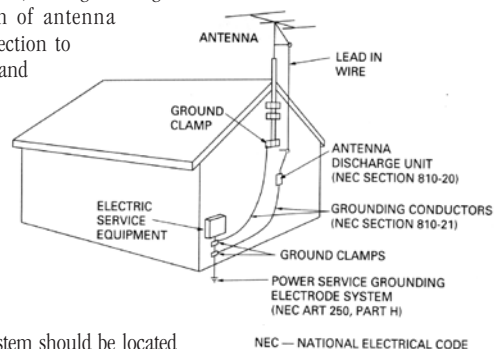 n of antenna
ection to
and
ANTENNA
LEAD IN
WIRE
GROUND
CLAMP
ANTENNA
DISCHARGE UNIT
(NEC SECTION 810-20)
ELECTRIC
SERVICE
EQUIPMENT
GROUNDING CONDUCTORS
(NEC SECTION 810-21)
GROUND CLAMPS
POWER SERVICE GROUNDING
ELECTRODE SYSTEM
(NEC ART 250, PART H)
stem should be located
NEC — NATIONAL ELECTRICAL CODE